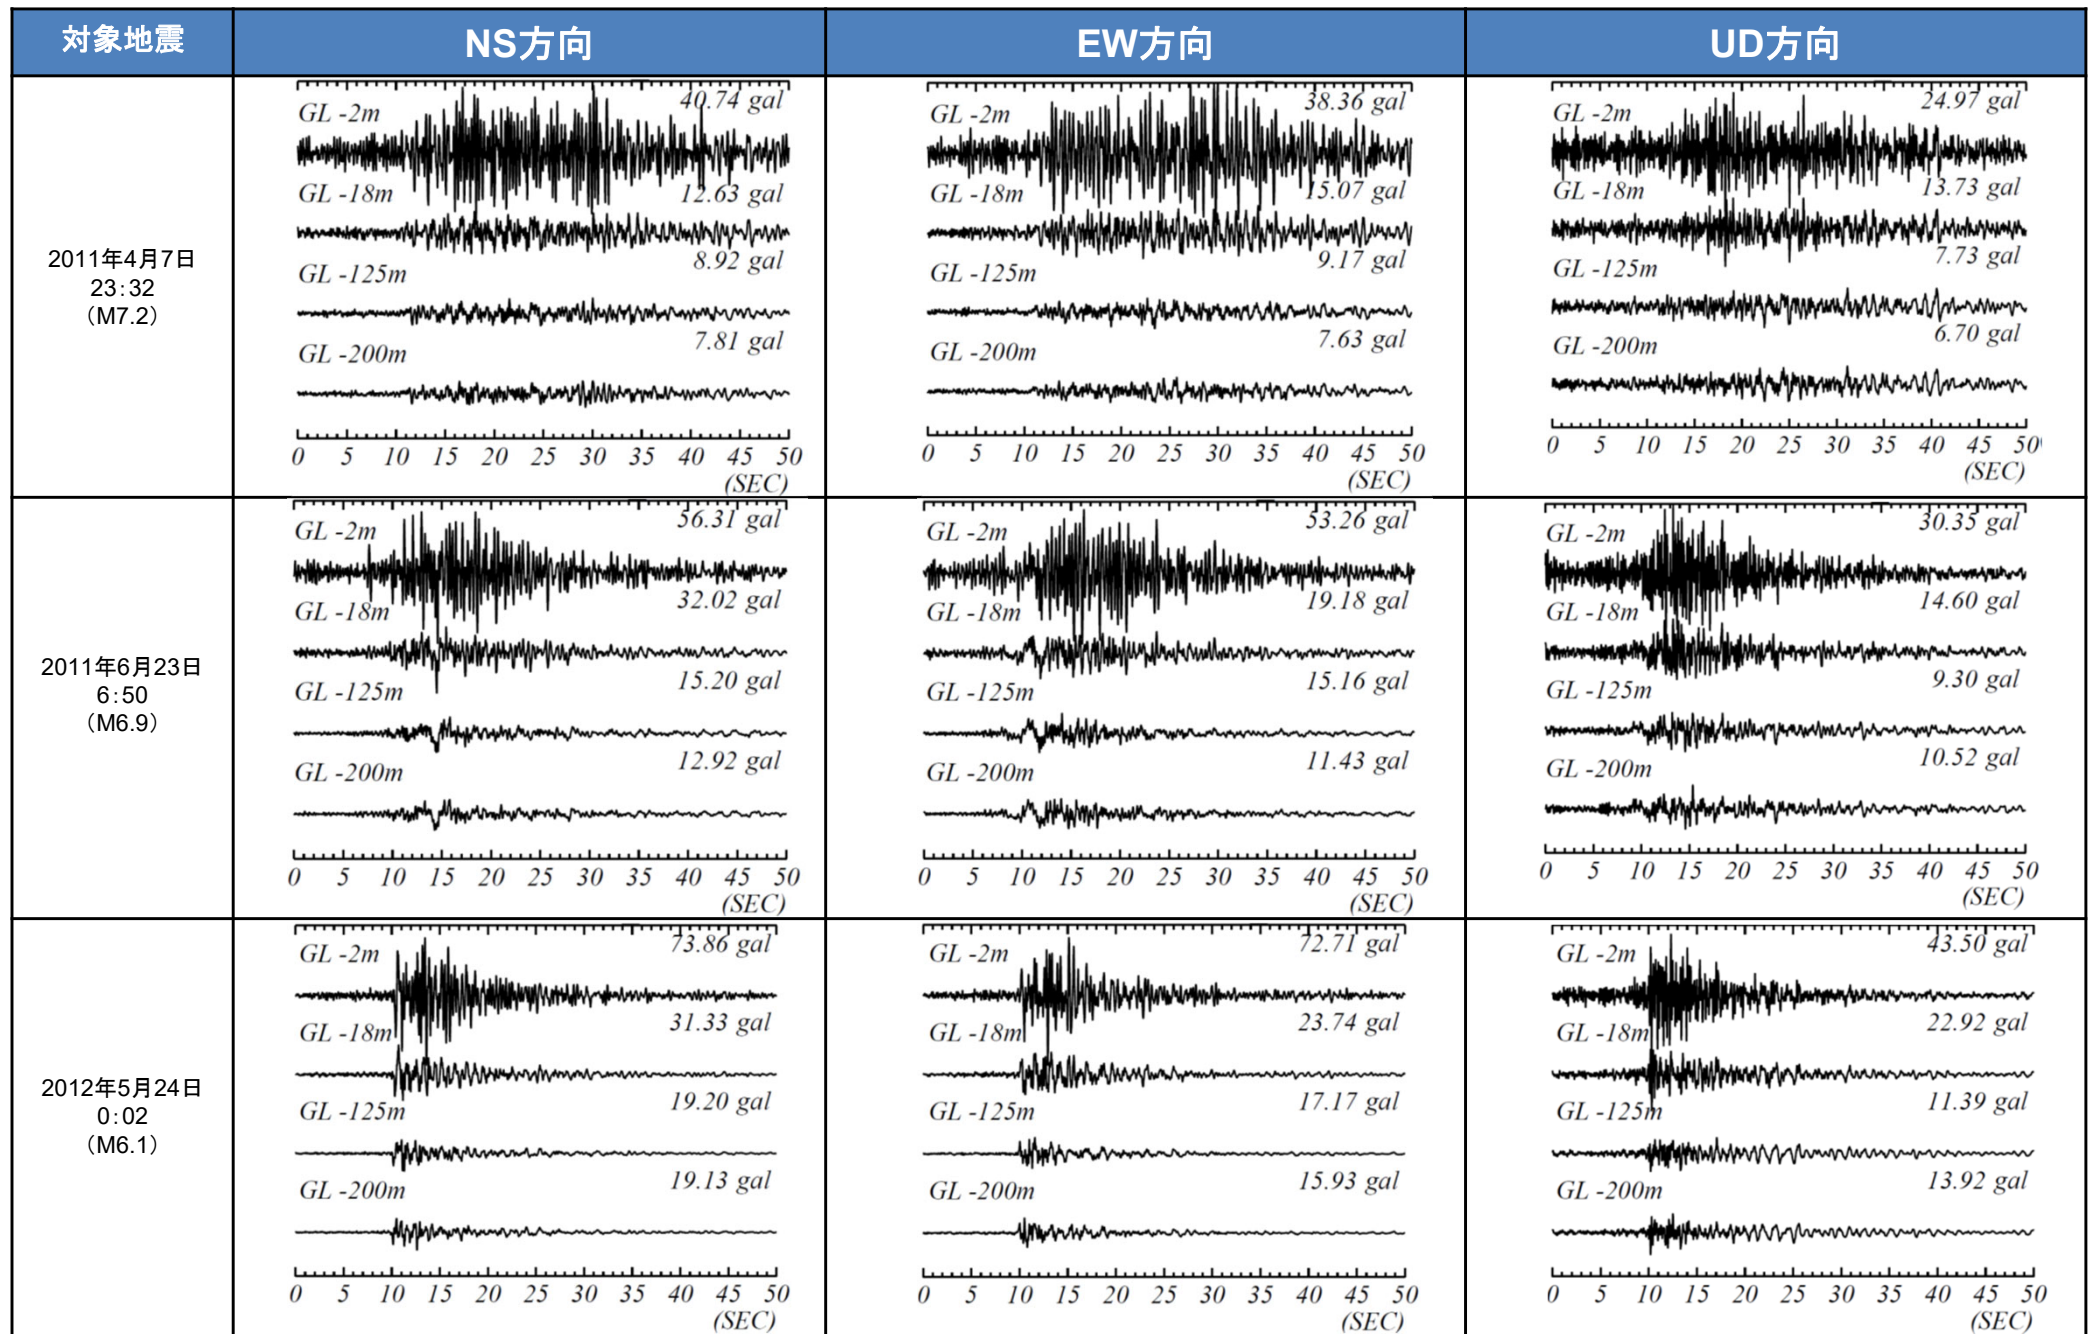 対象地震
NS方向
EW方向
UD方向
2011年4月7日
23：32
（M7.2）
GL -2m
40.74 gal
GL -18m
12.63 gal
GL -125m
8.92 gal
GL -200m
7.81 gal
0 5 10 15 20 25 30 35 40 45 50
(SEC)
GL -2m
38.36 gal
GL -18m
15.07 gal
GL -125m
9.17 gal
GL -200m
7.63 gal
0 5 10 15 20 25 30 35 40 45 50
(SEC)
GL -2m
24.97 gal
GL -18m
13.73 gal
GL -125m
7.73 gal
GL -200m
6.70 gal
0 5 10 15 20 25 30 35 40 45 50
(SEC)
2011年6月23日
6：50
（M6.9）
GL -2m
56.31 gal
GL -18m
32.02 gal
GL -125m
15.20 gal
GL -200m
12.92 gal
0 5 10 15 20 25 30 35 40 45 50
(SEC)
GL -2m
53.26 gal
GL -18m
19.18 gal
GL -125m
15.16 gal
GL -200m
11.43 gal
0 5 10 15 20 25 30 35 40 45 50
(SEC)
GL -2m
30.35 gal
GL -18m
14.60 gal
GL -125m
9.30 gal
GL -200m
10.52 gal
0 5 10 15 20 25 30 35 40 45 50
(SEC)
2012年5月24日
0：02
（M6.1）
GL -2m
73.86 gal
GL -18m
31.33 gal
GL -125m
19.20 gal
GL -200m
19.13 gal
0 5 10 15 20 25 30 35 40 45 50
(SEC)
GL -2m
72.71 gal
GL -18m
23.74 gal
GL -125m
17.17 gal
GL -200m
15.93 gal
0 5 10 15 20 25 30 35 40 45 50
(SEC)
GL -2m
43.50 gal
GL -18m
22.92 gal
GL -125m
11.39 gal
GL -200m
13.92 gal
0 5 10 15 20 25 30 35 40 45 50
(SEC)